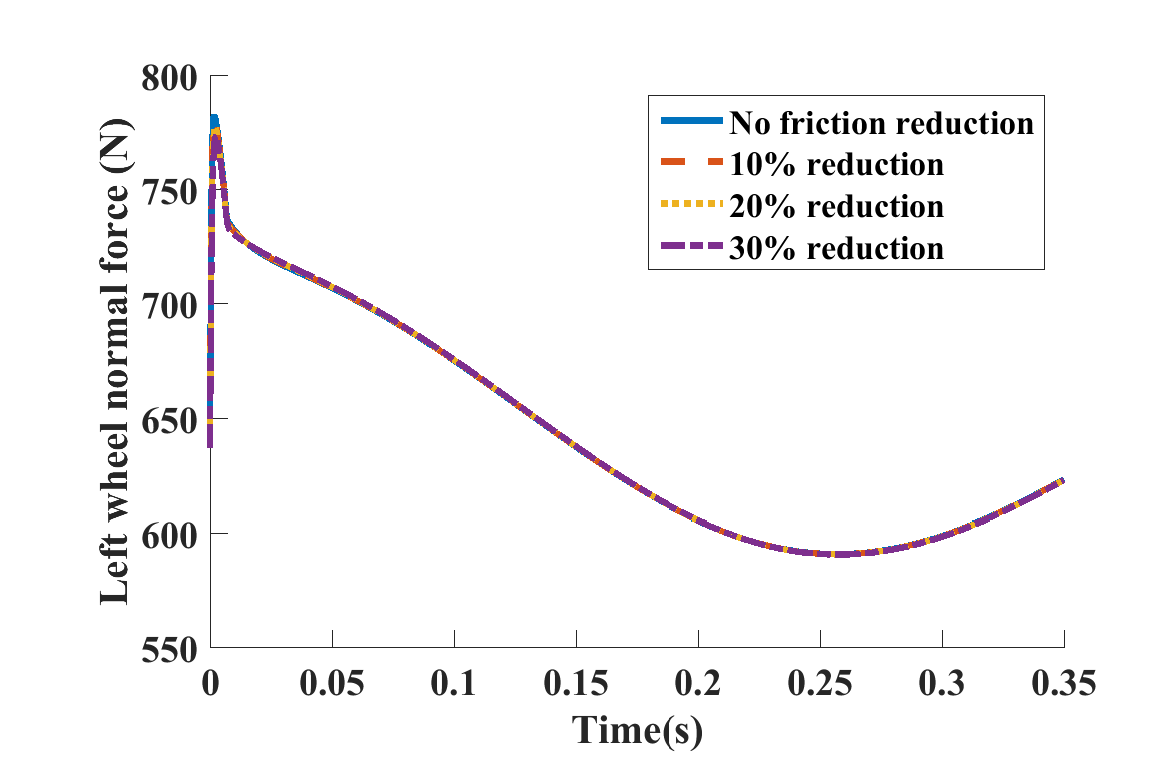 Left wheel normal force (N)
800
750
700
650
600
550
No friction reduction
10% reduction
20% reduction
30% reduction
0
0.05
0.1
0.15
0.2
0.25
0.3
0.35
Time(s)